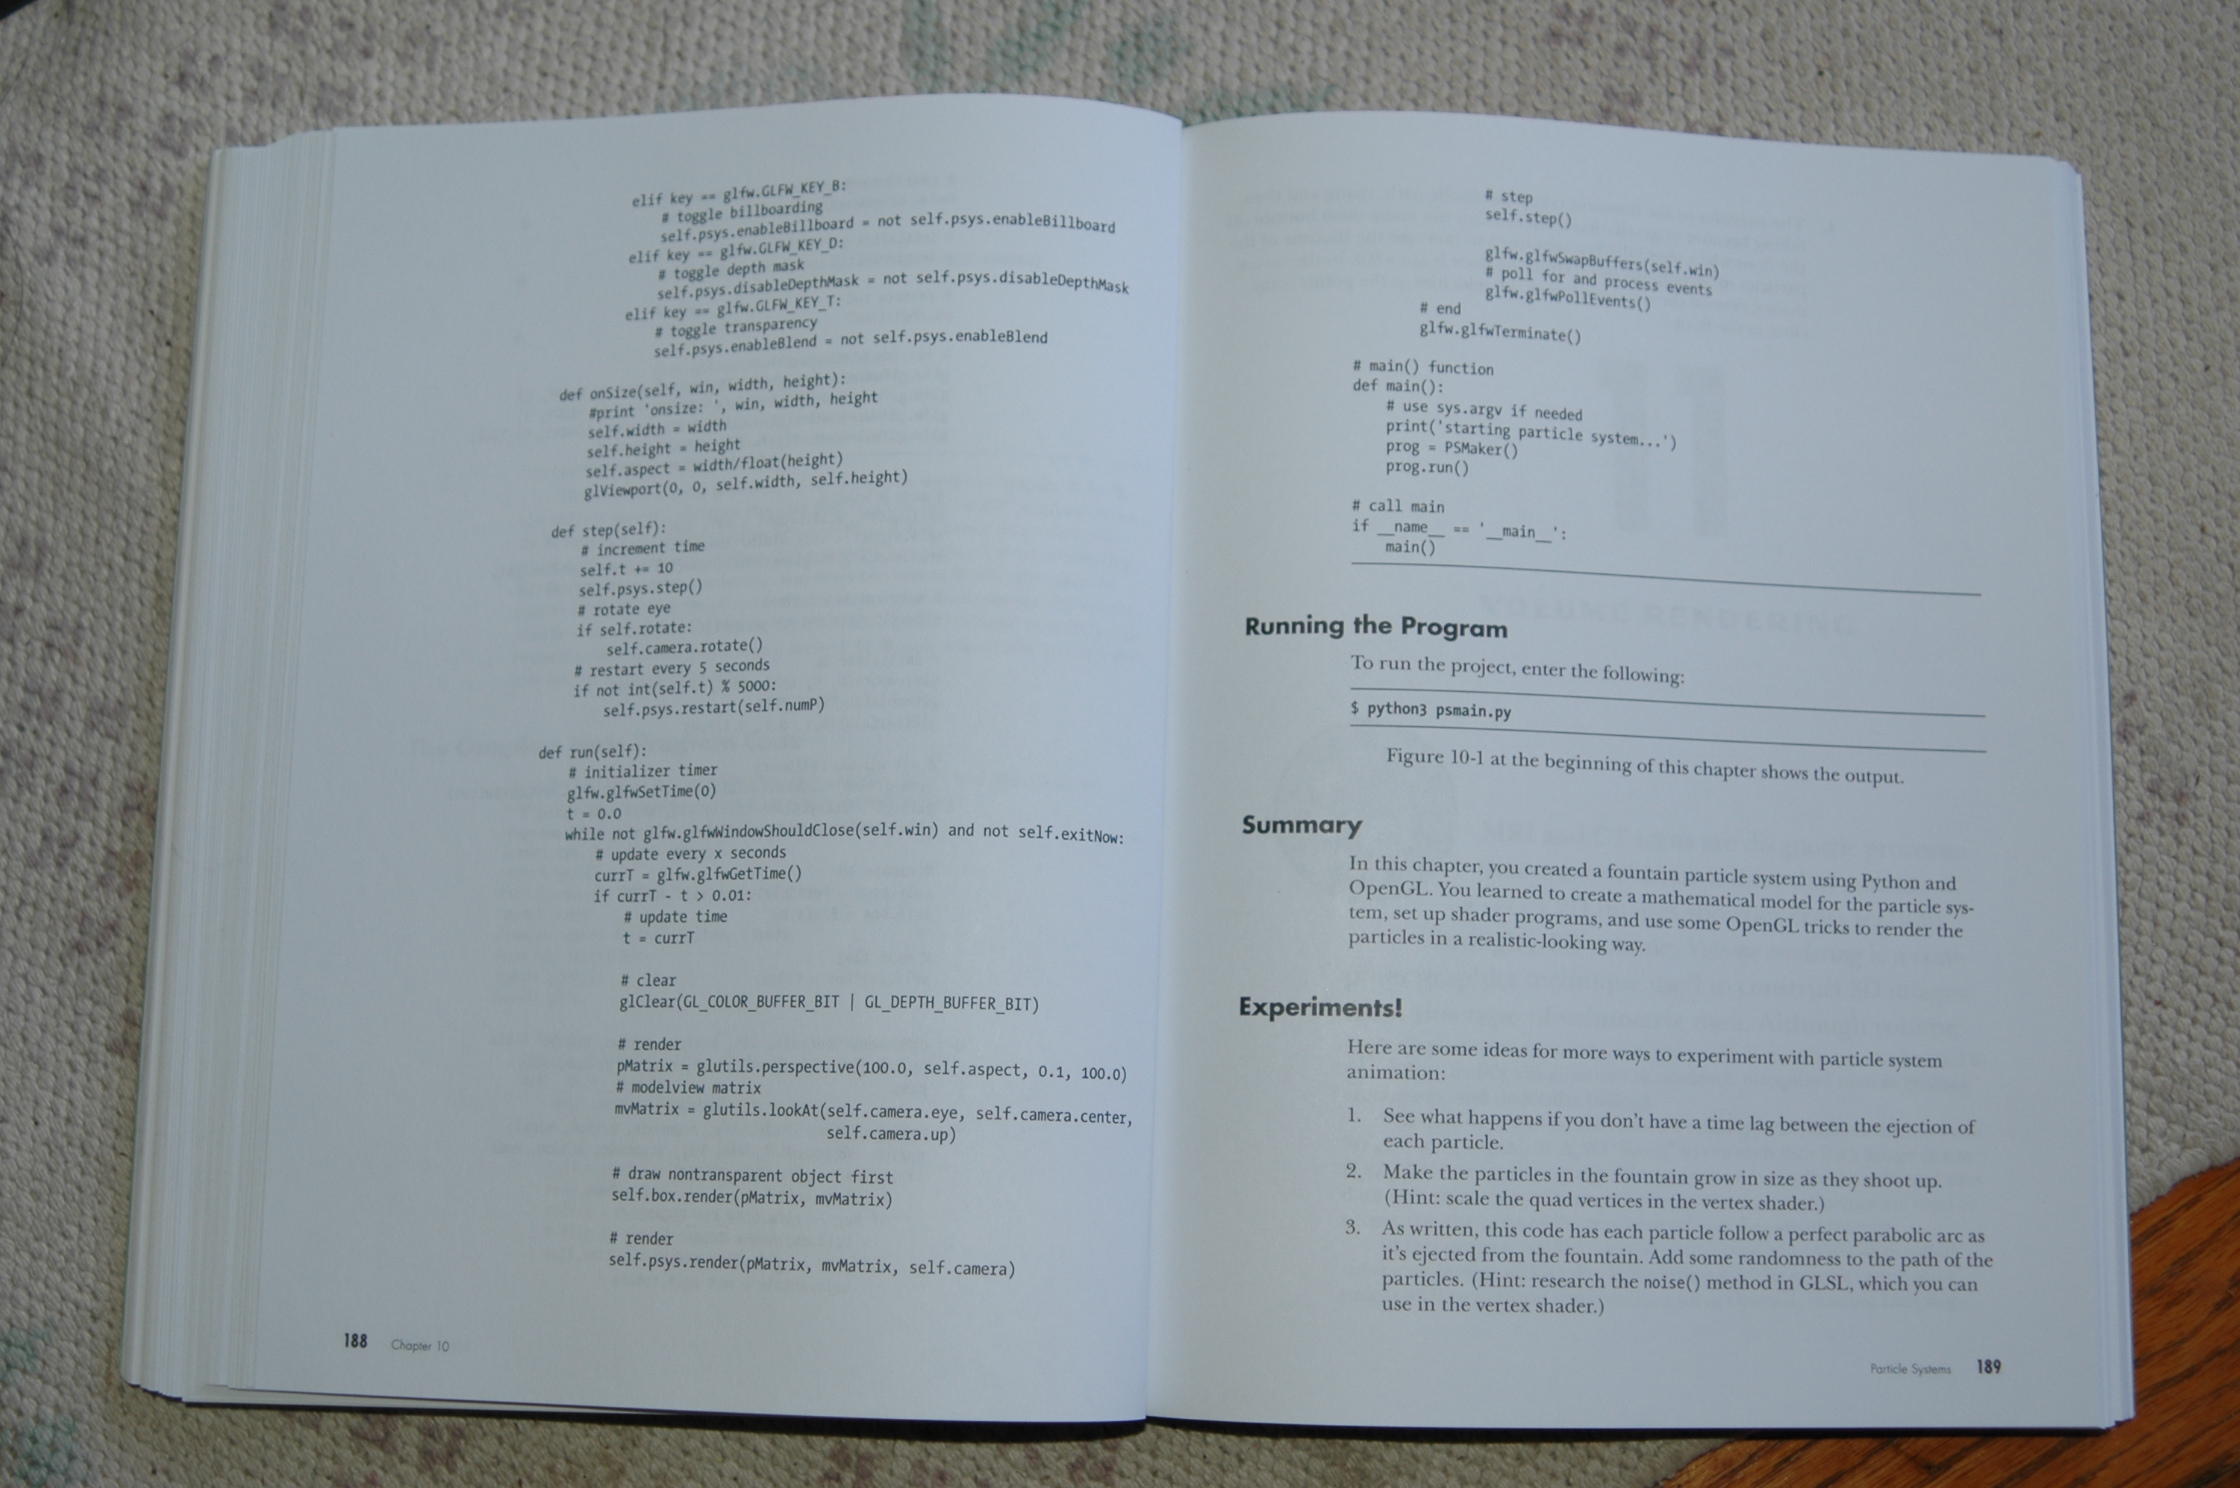 elif key == glfw.GLFW_KEY_B:
# toggle billboarding
self.psys.enableBillboard = not self.psys.enableBillboard
elif key == glfw.GLFW_KEY_D:
# toggle depth mask
self.psys.disableDepthMask = not self.psys.disableDepthMask
elif key == glfw.GLFW_KEY_T:
# toggle transparency
self.psys.enableBlend = not self.psys.enableBlend
def onSize(self, win, width, height):
#print 'onsize: ', win, width, height
self.width = width
self.height = height
self.aspect = width/float(height)
glViewport(0, 0, self.width, self.height)
def step(self):
# increment time
self.t += 10
self.psys.step()
# rotate eye
if self.rotate:
self.camera.rotate()
# restart every 5 seconds
if not int(self.t) % 5000:
self.psys.restart(self.numP)
def run(self):
# initializer timer
glfw.glfwSetTime(0)
t = 0.0
while not glfw.glfwWindowShouldClose(self.win) and not self.exitNow:
# update every x seconds
currT = glfw.glfwGetTime()
if currT - t > 0.01:
# update time
t = currT
# clear
glClear(GL_COLOR_BUFFER_BIT | GL_DEPTH_BUFFER_BIT)
# render
pMatrix = glutils.perspective(100.0, self.aspect, 0.1, 100.0)
# modelview matrix
mvMatrix = glutils.lookAt(self.camera.eye, self.camera.center,
self.camera.up)
# draw nontransparent object first
self.box.render(pMatrix, mvMatrix)
# render
self.psys.render(pMatrix, mvMatrix, self.camera)
188 Chapter 10
# step
self.step()
glfw.glfwSwapBuffers(self.win)
# poll for and process events
glfw.glfwPollEvents()
# end
glfw.glfwTerminate()
# main() function
def main():
# use sys.argv if needed
print('starting particle system...')
prog = PSMaker()
prog.run()
# call main
if __name__ == '__main__':
main()
Running the Program
To run the project, enter the following:
$ python3 psmain.py
Figure 10-1 at the beginning of this chapter shows the output.
Summary
In this chapter, you created a fountain particle system using Python and
OpenGL. You learned to create a mathematical model for the particle sys-
tem, set up shader programs, and use some OpenGL tricks to render the
particles in a realistic-looking way.
Experiments!
Here are some ideas for more ways to experiment with particle system
animation:
1. See what happens if you don't have a time lag between the ejection of
each particle.
2. Make the particles in the fountain grow in size as they shoot up.
(Hint: scale the quad vertices in the vertex shader.)
3. As written, this code has each particle follow a perfect parabolic arc as
it's ejected from the fountain. Add some randomness to the path of the
particles. (Hint: research the noise() method in GLSL, which you can
use in the vertex shader.)
Particle Systems 189